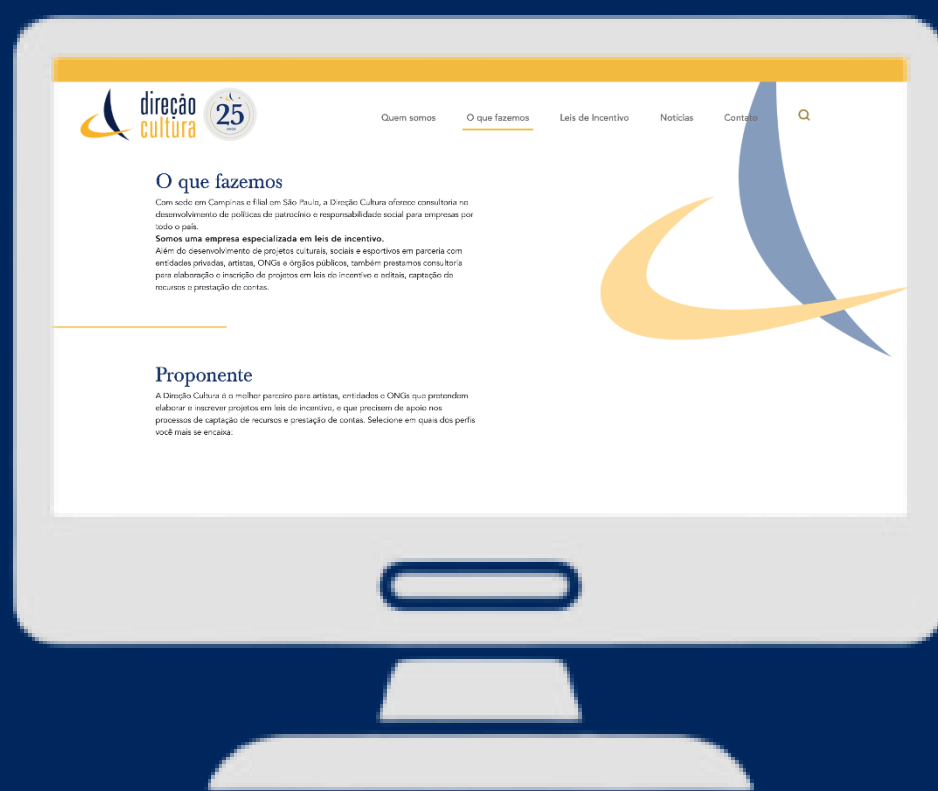 direção
cultura
25
anos
Quem somos
O que fazemos
Leis de Incentivo
Notícias
Contato
O que fazemos
Com sede em Campinas e filial em São Paulo, a Direção Cultura oferece consultoria no
desenvolvimento de políticas de patrocínio e responsabilidade social para empresas por
todo o país.
Somos uma empresa especializada em leis de incentivo.
Além do desenvolvimento de projetos culturais, sociais e esportivos em parceria com
entidades privadas, artistas, ONGs e órgãos públicos, também prestamos consultoria
para elaboração e inscrição de projetos em leis de incentivo e editais, captação de
recursos e prestação de contas.
Proponente
A Direção Cultura é o melhor parceiro para artistas, entidades e ONGs que pretendem
elaborar e inscrever projetos em leis de incentivo, e que precisem de apoio nos
processos de captação de recursos e prestação de contas. Selecione em quais dos perfis
você mais se encaixa: